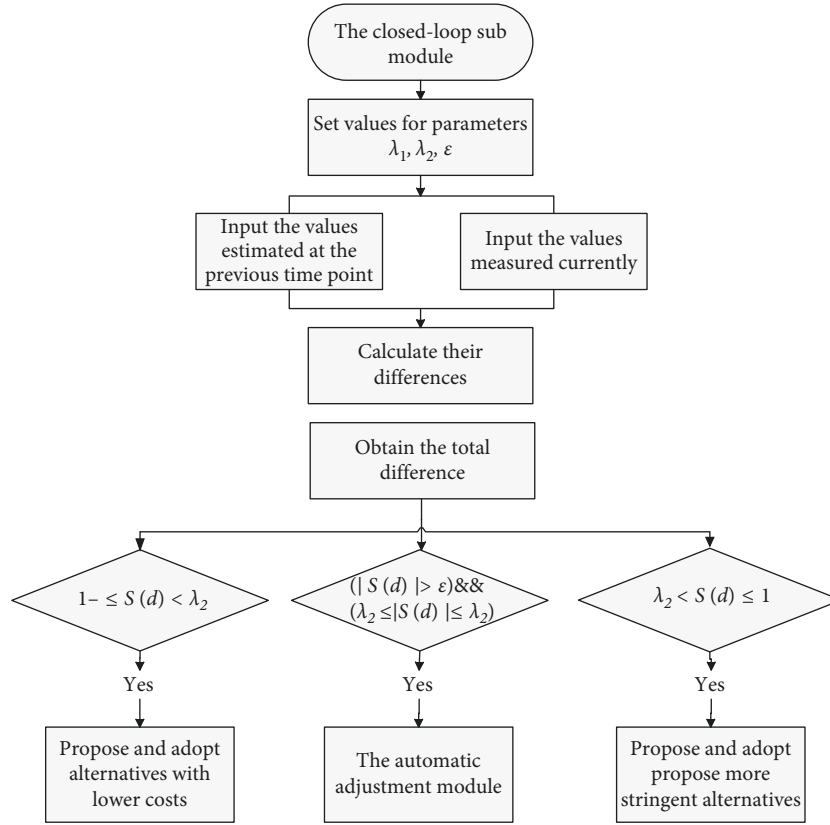 The closed-loop sub
module
Set values for parameters
λ₁, λ₂, ε
Input the values
estimated at the
previous time point
Input the values
measured currently
Calculate their
differences
Obtain the total
difference
1– ≤ S (d) < λ₂
(| S (d) |> ε)&&
(λ₂ ≤|S (d) |≤ λ₂)
λ₂ < S (d) ≤ 1
Yes
Yes
Yes
Propose and adopt
alternatives with
lower costs
The automatic
adjustment module
Propose and adopt
propose more
stringent alternatives